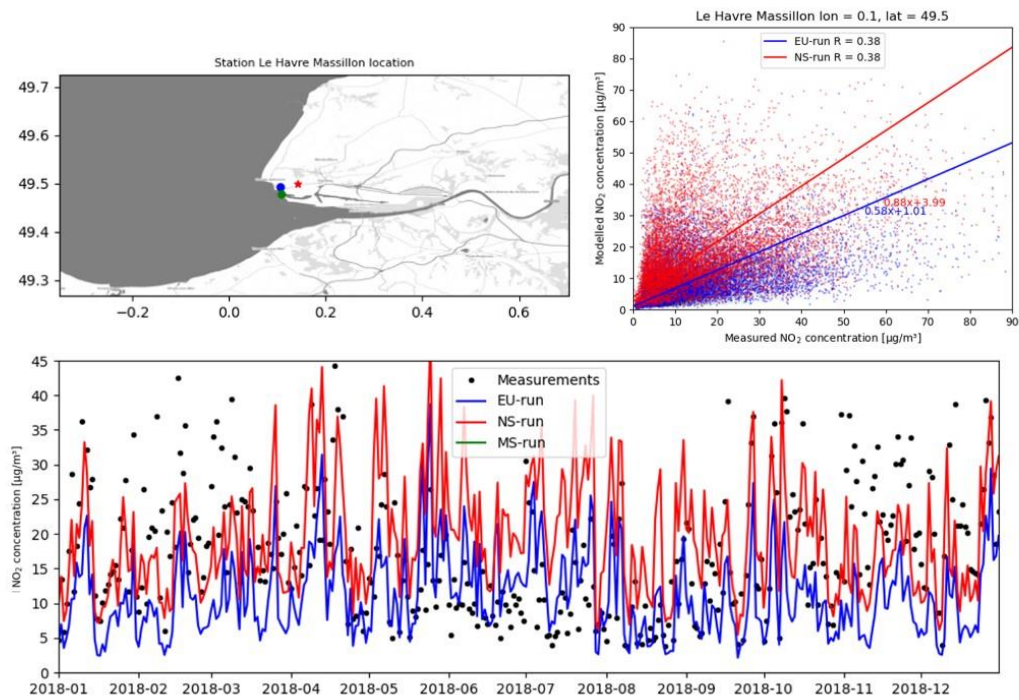 Station Le Havre Massillon location
49.7
49.6
49.5
49.4
49.3
−0.2
0.0
0.2
0.4
0.6
Le Havre Massillon lon = 0.1, lat = 49.5
EU-run R = 0.38
NS-run R = 0.38
Modelled NO₂ concentration [µg/m³]
90
80
70
60
50
40
30
20
10
0
0.88x+3.99
0.58x+1.01
0 10 20 30 40 50 60 70 80 90
Measured NO₂ concentration [µg/m³]
NO₂ concentration [µg/m³]
45
40
35
30
25
20
15
10
5
0
Measurements
EU-run
NS-run
MS-run
2018-01 2018-02 2018-03 2018-04 2018-05 2018-06 2018-07 2018-08 2018-09 2018-10 2018-11 2018-12